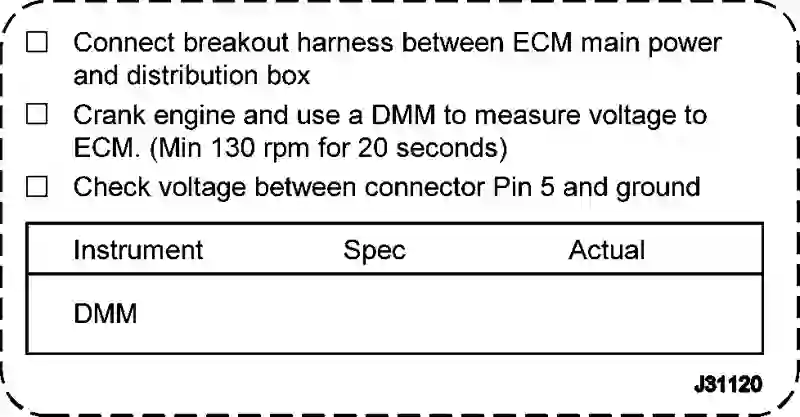 Connect breakout harness between ECM main power
and distribution box
Crank engine and use a DMM to measure voltage to
ECM. (Min 130 rpm for 20 seconds)
Check voltage between connector Pin 5 and ground
Instrument Spec Actual
DMM
J31120